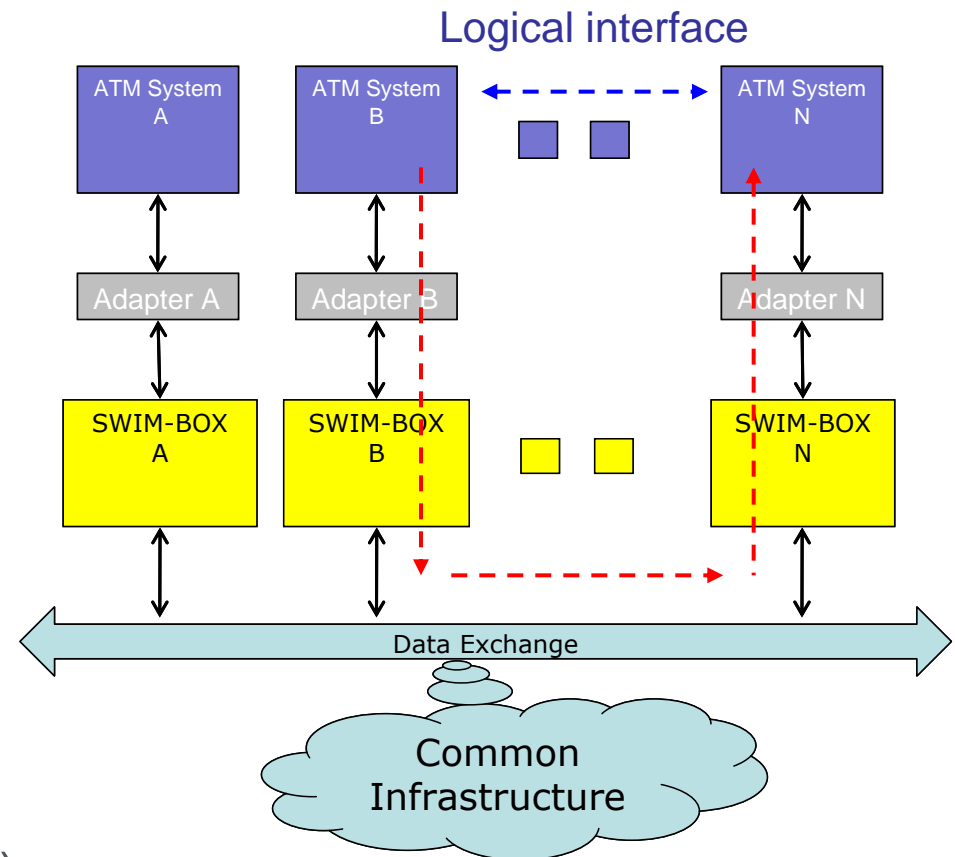 Logical interface
ATM System
A
ATM System
B
ATM System
N
Adapter A
Adapter B
Adapter N
SWIM-BOX
A
SWIM-BOX
B
SWIM-BOX
N
Data Exchange
Common
Infrastructure
)